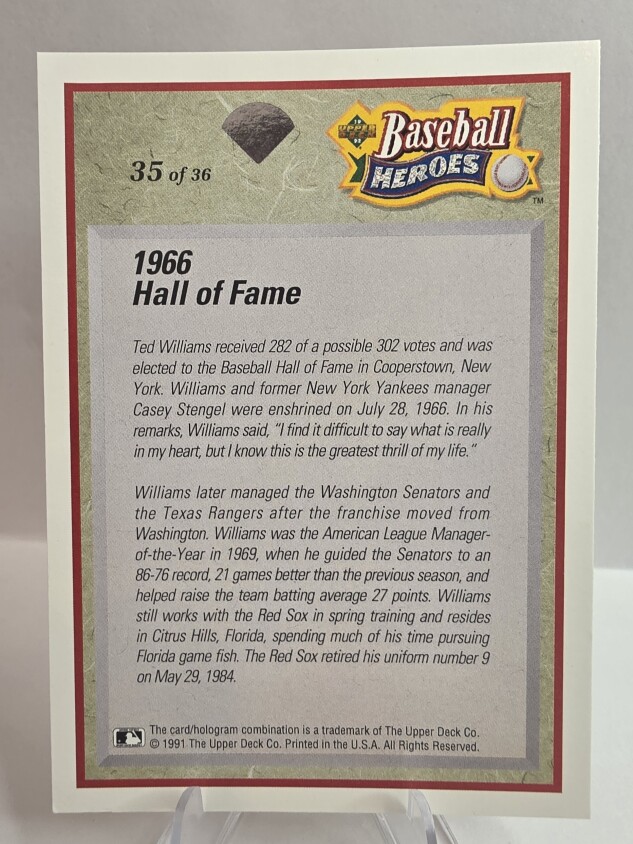 35 of 36
19
UPPER DECK
92
Baseball
HEROES
TM
1966
Hall of Fame
Ted Williams received 282 of a possible 302 votes and was
elected to the Baseball Hall of Fame in Cooperstown, New
York. Williams and former New York Yankees manager
Casey Stengel were enshrined on July 28, 1966. In his
remarks, Williams said, “I find it difficult to say what is really
in my heart, but I know this is the greatest thrill of my life.”
Williams later managed the Washington Senators and
the Texas Rangers after the franchise moved from
Washington. Williams was the American League Manager-
of-the-Year in 1969, when he guided the Senators to an
86-76 record, 21 games better than the previous season, and
helped raise the team batting average 27 points. Williams
still works with the Red Sox in spring training and resides
in Citrus Hills, Florida, spending much of his time pursuing
Florida game fish. The Red Sox retired his uniform number 9
on May 29, 1984.
The card/hologram combination is a trademark of The Upper Deck Co.
© 1991 The Upper Deck Co. Printed in the U.S.A. All Rights Reserved.